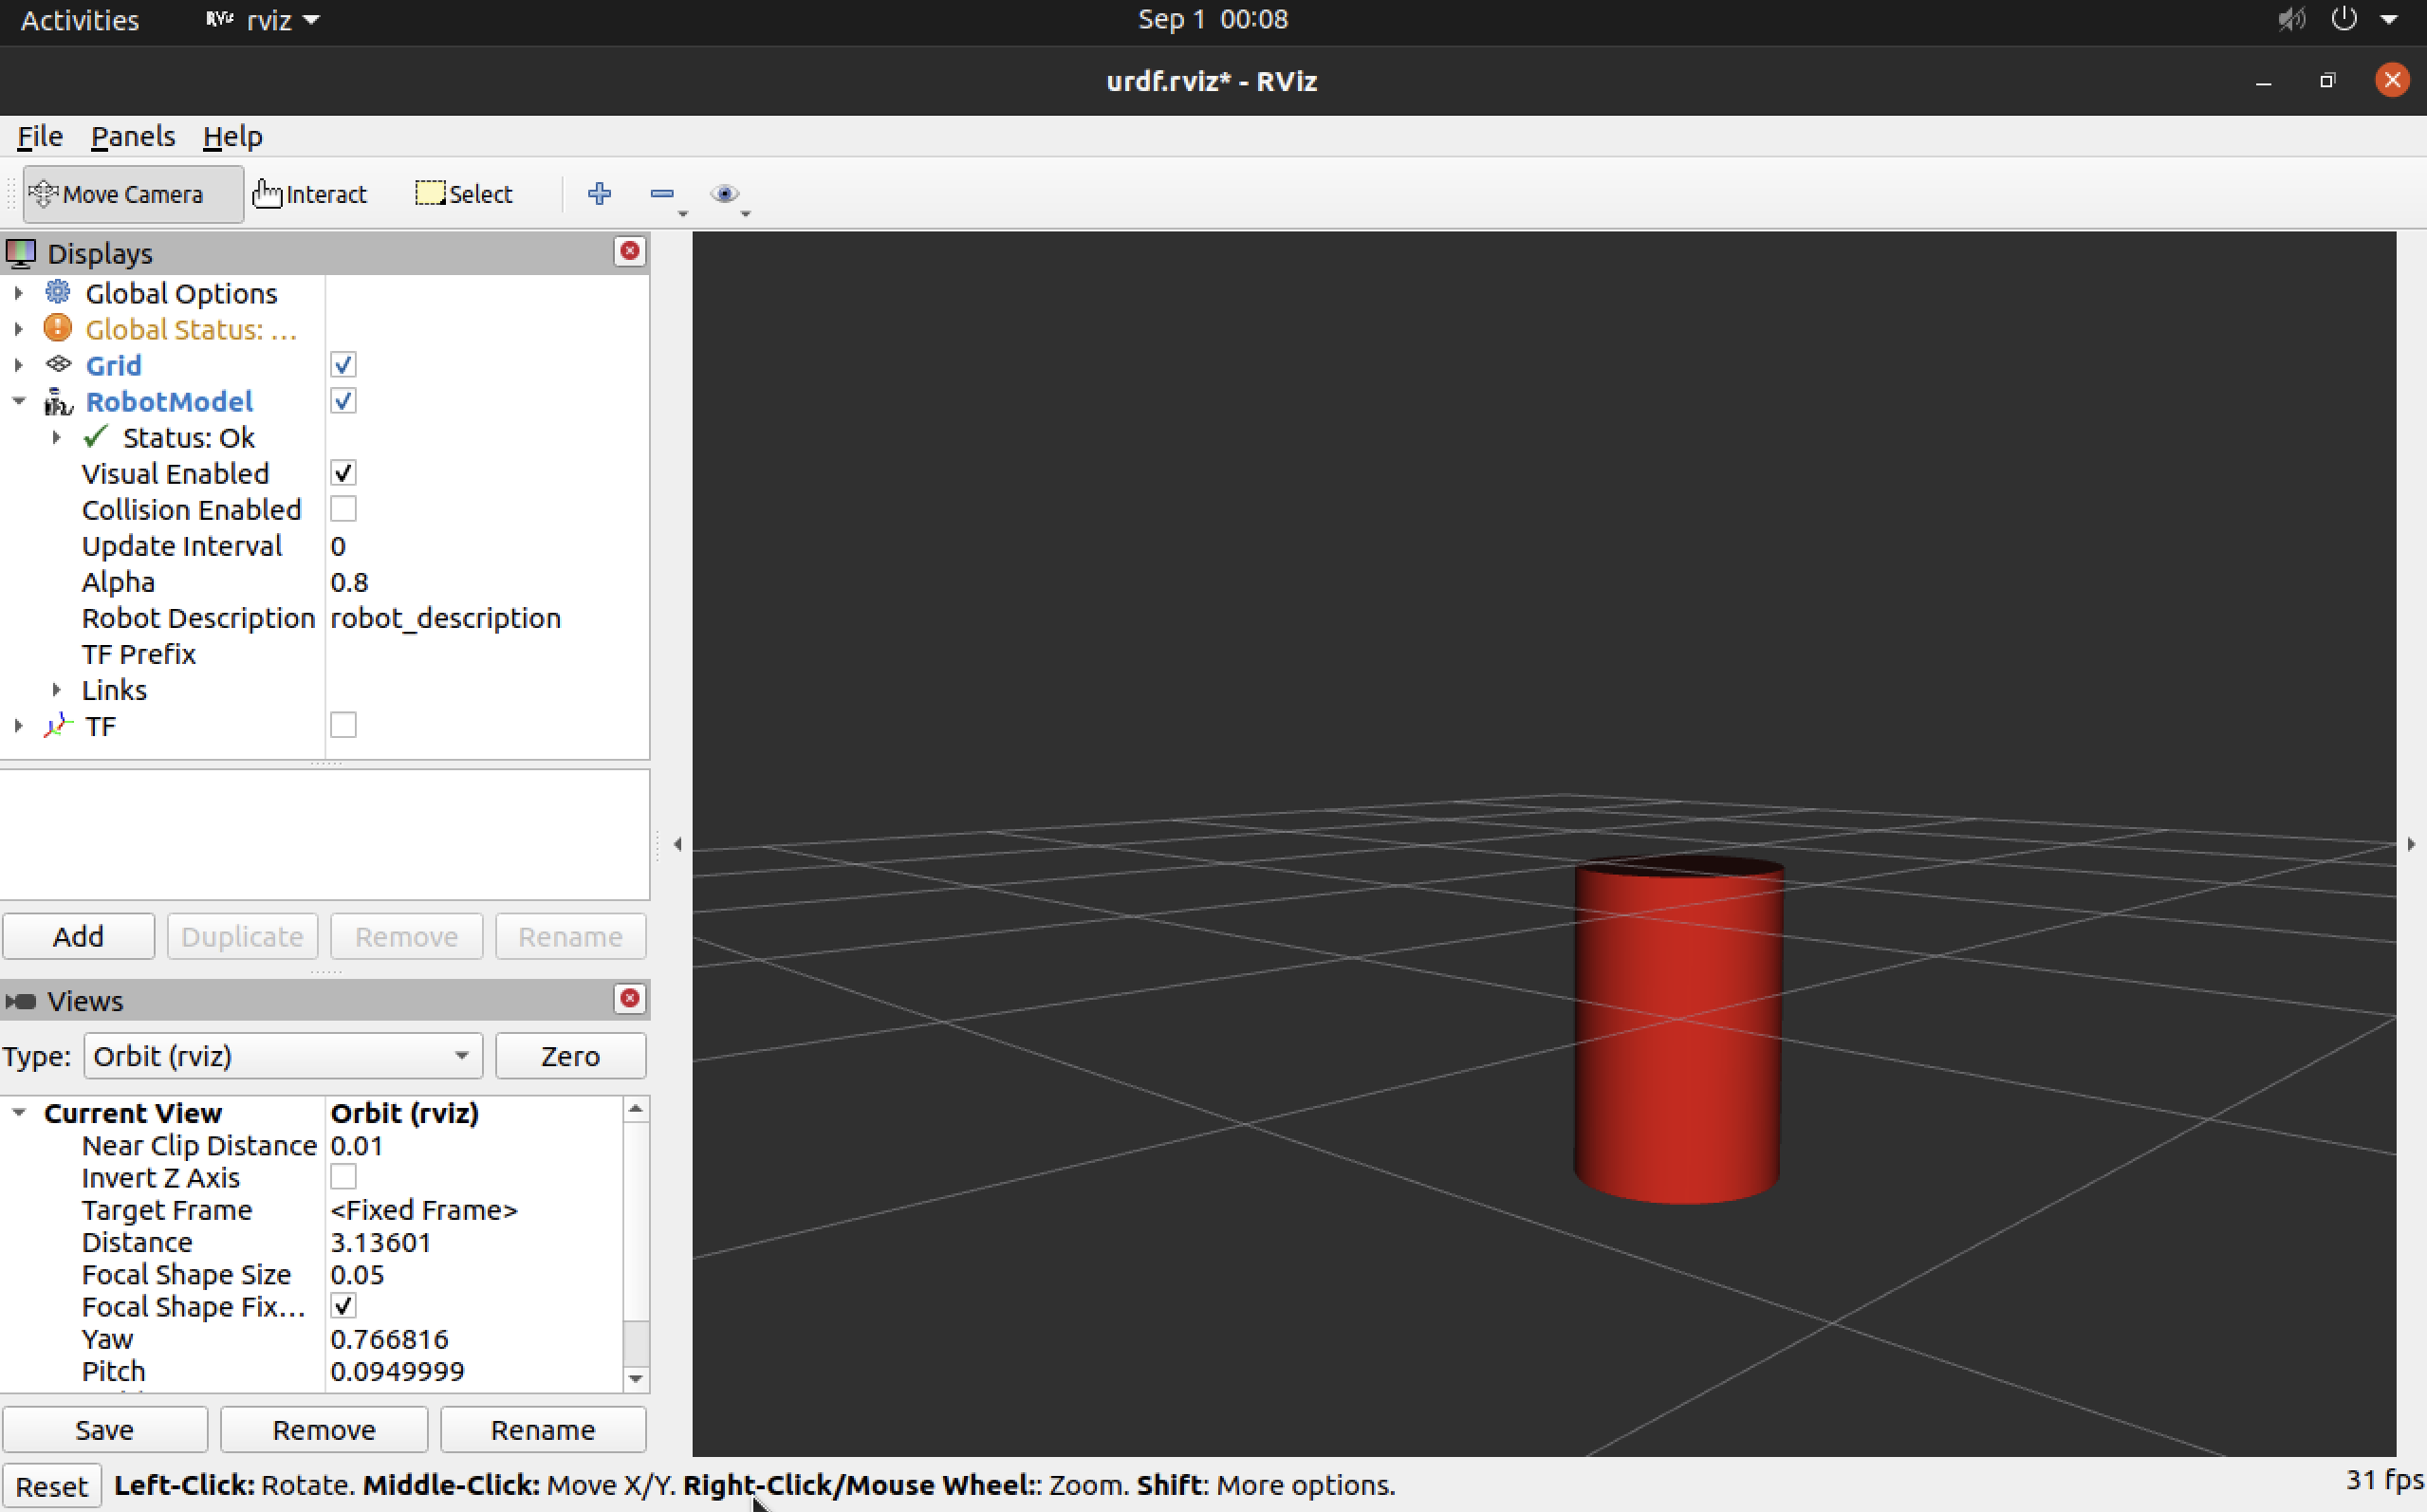 Activities RViz rviz Sep 1 00:08
urdf.rviz* - RViz
File Panels Help
Move Camera Interact Select
Displays
Global Options
Global Status: ...
Grid
RobotModel
Status: Ok
Visual Enabled
Collision Enabled
Update Interval 0
Alpha 0.8
Robot Description robot_description
TF Prefix
Links
TF
Add Duplicate Remove Rename
Views
Type: Orbit (rviz) Zero
Current View Orbit (rviz)
Near Clip Distance 0.01
Invert Z Axis
Target Frame <Fixed Frame>
Distance 3.13601
Focal Shape Size 0.05
Focal Shape Fix...
Yaw 0.766816
Pitch 0.0949999
Save Remove Rename
Reset Left-Click: Rotate. Middle-Click: Move X/Y. Right-Click/Mouse Wheel:: Zoom. Shift: More options. 31 fps